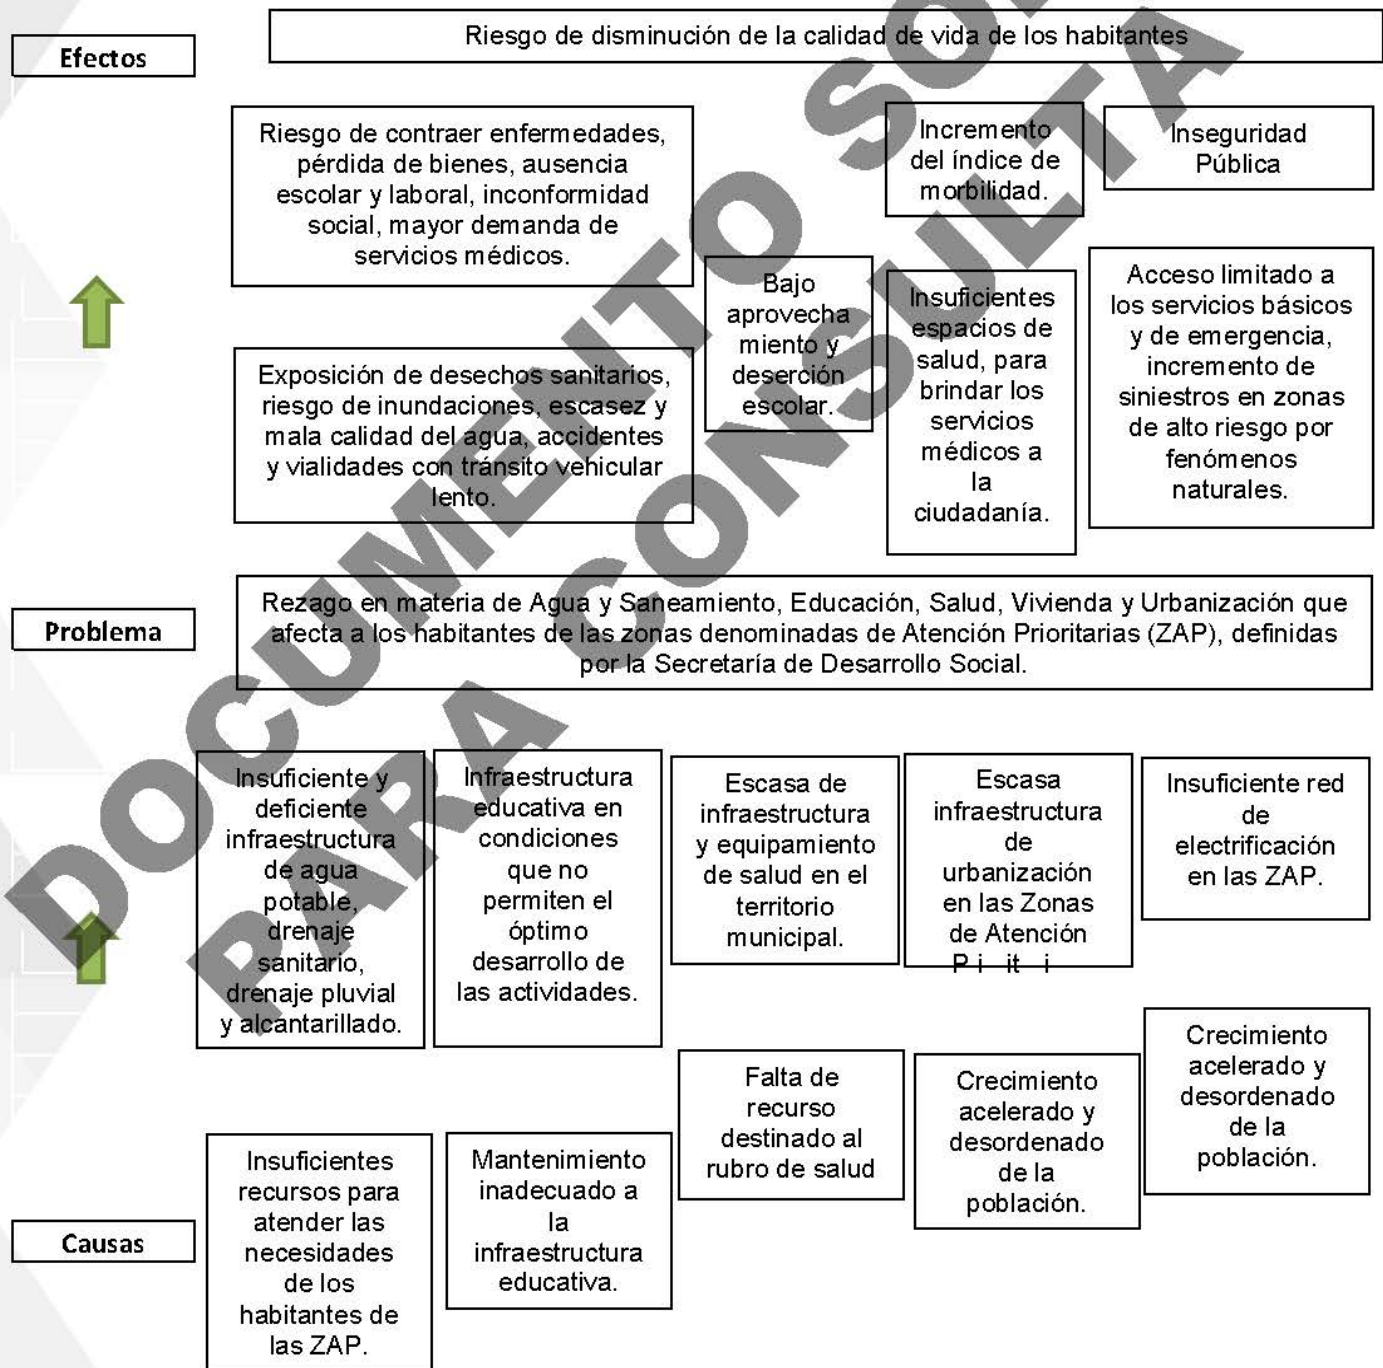 Efectos
Riesgo de disminución de la calidad de vida de los habitantes
Riesgo de contraer enfermedades,
pérdida de bienes, ausencia
escolar y laboral, inconformidad
social, mayor demanda de
servicios médicos.
Incremento
del índice de
morbilidad.
Inseguridad
Pública
Exposición de desechos sanitarios,
riesgo de inundaciones, escasez y
mala calidad del agua, accidentes
y vialidades con tránsito vehicular
lento.
Bajo
aprovecha
miento y
deserción
escolar.
Insuficientes
espacios de
salud, para
brindar los
servicios
médicos a
la
ciudadanía.
Acceso limitado a
los servicios básicos
y de emergencia,
incremento de
siniestros en zonas
de alto riesgo por
fenómenos
naturales.
Problema
Rezago en materia de Agua y Saneamiento, Educación, Salud, Vivienda y Urbanización que
afecta a los habitantes de las zonas denominadas de Atención Prioritarias (ZAP), definidas
por la Secretaría de Desarrollo Social.
Insuficiente y
deficiente
infraestructura
de agua
potable,
drenaje
sanitario,
drenaje pluvial
y alcantarillado.
Infraestructura
educativa en
condiciones
que no
permiten el
óptimo
desarrollo de
las actividades.
Escasa de
infraestructura
y equipamiento
de salud en el
territorio
municipal.
Escasa
infraestructura
de
urbanización
en las Zonas
de Atención
Insuficiente red
de
electrificación
en las ZAP.
Causas
Insuficientes
recursos para
atender las
necesidades
de los
habitantes de
las ZAP.
Mantenimiento
inadecuado a
la
infraestructura
educativa.
Falta de
recurso
destinado al
rubro de salud
Crecimiento
acelerado y
desordenado
de la
población.
Crecimiento
acelerado y
desordenado
de la
población.
DOCUMENTO
PARA CONSULTA